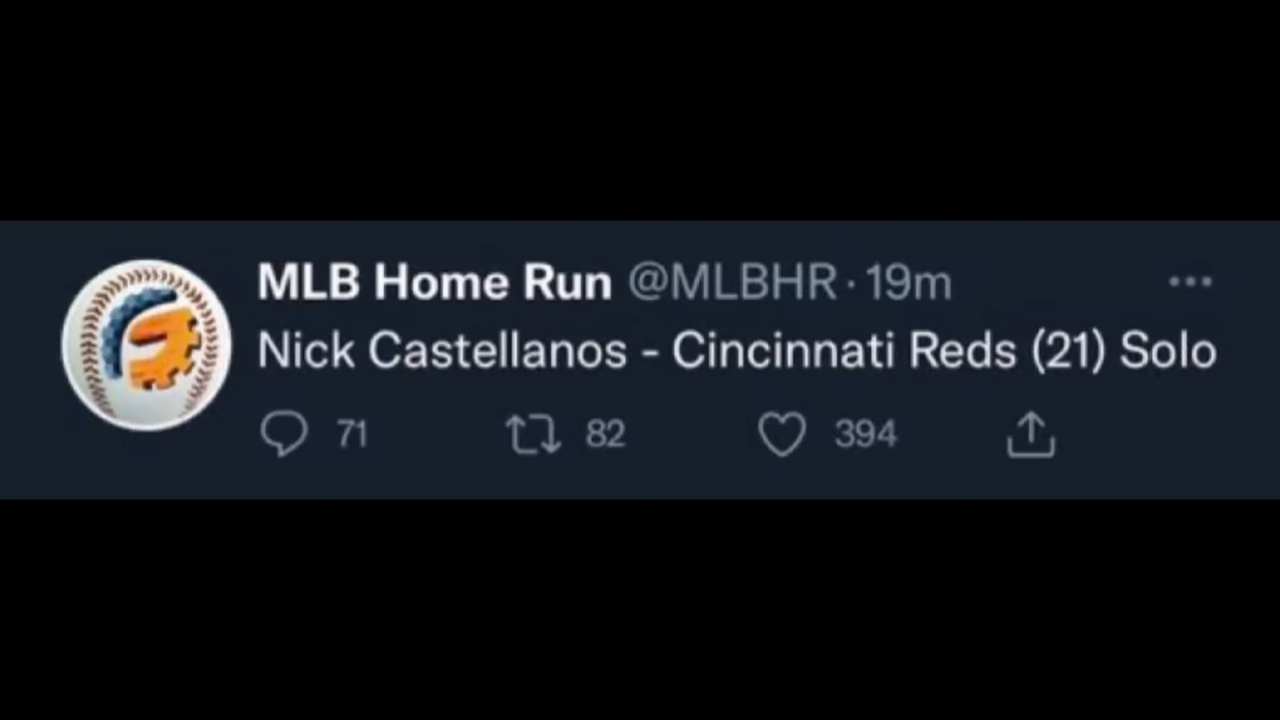 MLB Home Run @MLBHR · 19m
Nick Castellanos - Cincinnati Reds (21) Solo
71 82 394